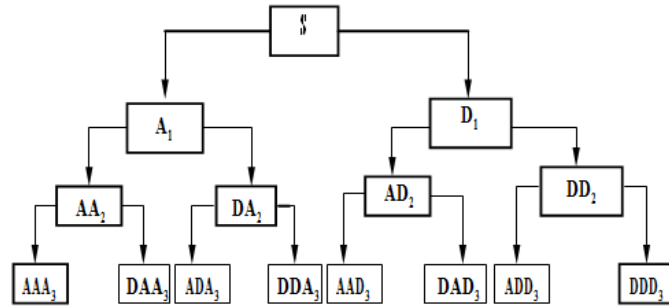 S
A₁ D₁
AA₂ DA₂ AD₂ DD₂
AAA₃ DAA₃ ADA₃ DDA₃ AAD₃ DAD₃ ADD₃ DDD₃